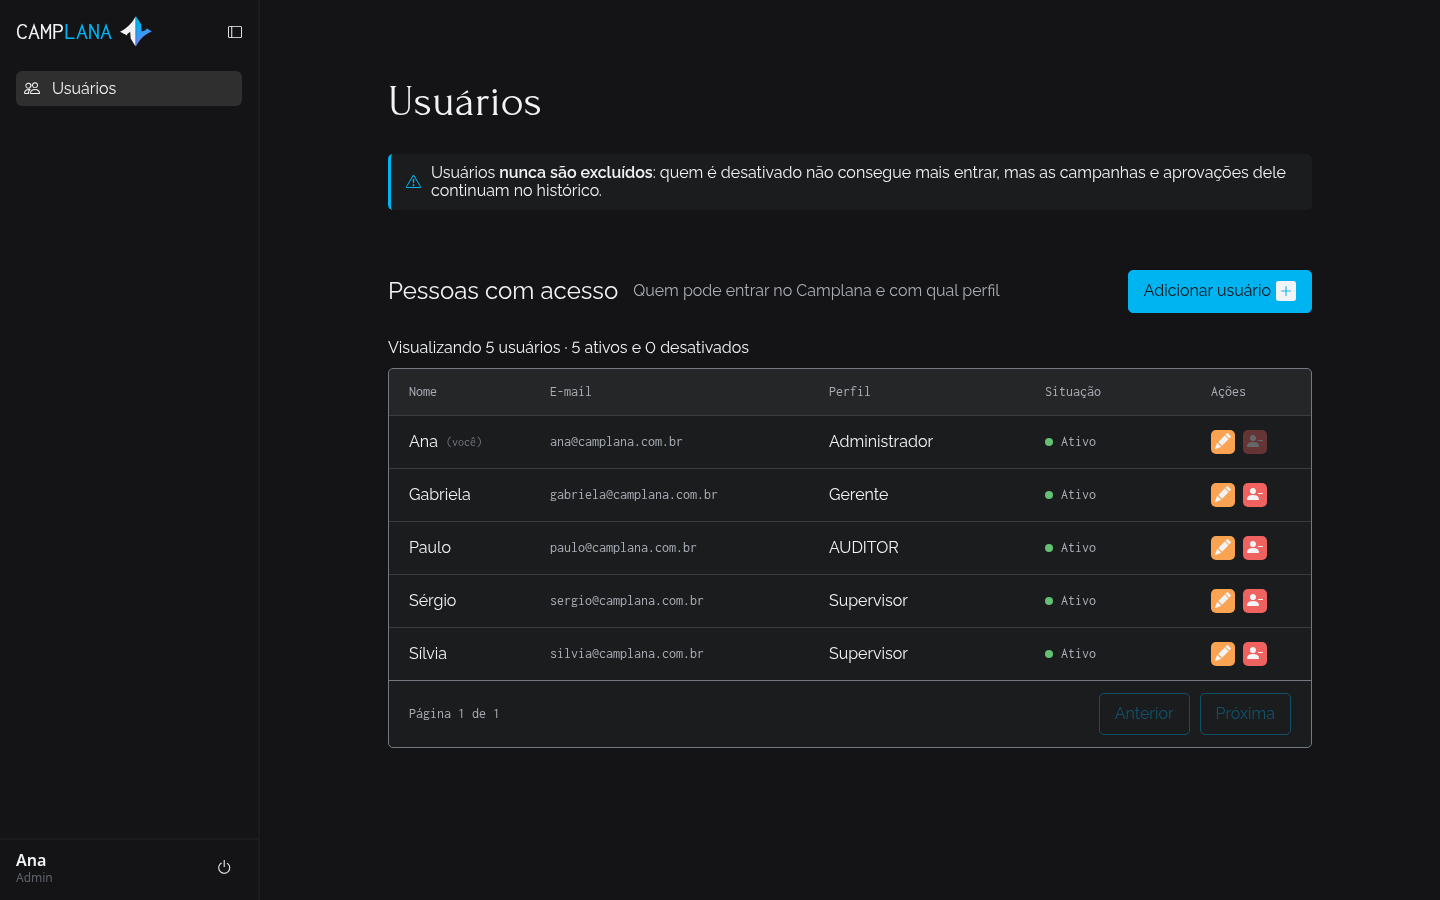 CAMPLANA
Usuários
Usuários
Usuários nunca são excluídos: quem é desativado não consegue mais entrar, mas as campanhas e aprovações dele
continuam no histórico.
Pessoas com acesso Quem pode entrar no Camplana e com qual perfil Adicionar usuário
Visualizando 5 usuários · 5 ativos e 0 desativados
Nome E-mail Perfil Situação Ações
Ana (você) ana@camplana.com.br Administrador Ativo
Gabriela gabriela@camplana.com.br Gerente Ativo
Paulo paulo@camplana.com.br AUDITOR Ativo
Sérgio sergio@camplana.com.br Supervisor Ativo
Sílvia silvia@camplana.com.br Supervisor Ativo
Página 1 de 1 Anterior Próxima
Ana
Admin